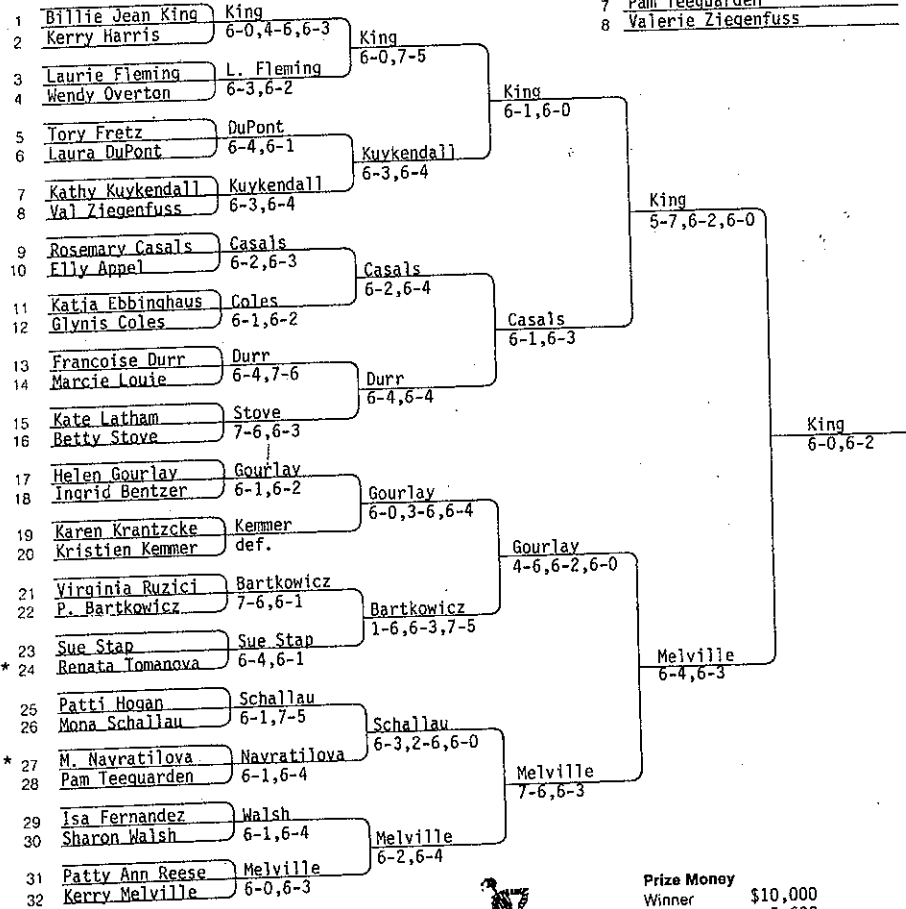 7 Pam Teeguarden
8 Valerie Ziegenfuss
1 Billie Jean King
2 Kerry Harris
3 Laurie Fleming
4 Wendy Overton
5 Tory Fretz
6 Laura DuPont
7 Kathy Kuykendall
8 Val Ziegenfuss
9 Rosemary Casals
10 Elly Appel
11 Katja Ebbinghaus
12 Glynis Coles
13 Francoise Durr
14 Marcie Louie
15 Kate Latham
16 Betty Stove
17 Helen Gourlay
18 Ingrid Bentzer
19 Karen Krantzcke
20 Kristien Kemmer
21 Virginia Ruzici
22 P. Bartkowicz
23 Sue Stap
* 24 Renata Tomanova
25 Patti Hogan
26 Mona Schallau
* 27 M. Navratilova
28 Pam Teeguarden
29 Isa Fernandez
30 Sharon Walsh
31 Patty Ann Reese
32 Kerry Melville
King
6-0,4-6,6-3
L. Fleming
6-3,6-2
DuPont
6-4,6-1
Kuykendall
6-3,6-4
Casals
6-2,6-3
Coles
6-1,6-2
Durr
6-4,7-6
Stove
7-6,6-3
Gourlay
6-1,6-2
Kemmer
def.
Bartkowicz
7-6,6-1
Sue Stap
6-4,6-1
Schallau
6-1,7-5
Navratilova
6-1,6-4
Walsh
6-1,6-4
Melville
6-0,6-3
King
6-0,7-5
Kuykendall
6-3,6-4
Casals
6-2,6-4
Durr
6-4,6-4
Gourlay
6-0,3-6,6-4
Bartkowicz
1-6,6-3,7-5
Schallau
6-3,2-6,6-0
Melville
6-2,6-4
King
6-1,6-0
Casals
6-1,6-3
Gourlay
4-6,6-2,6-0
Melville
7-6,6-3
King
5-7,6-2,6-0
Melville
6-4,6-3
King
6-0,6-2
Prize Money
Winner $10,000